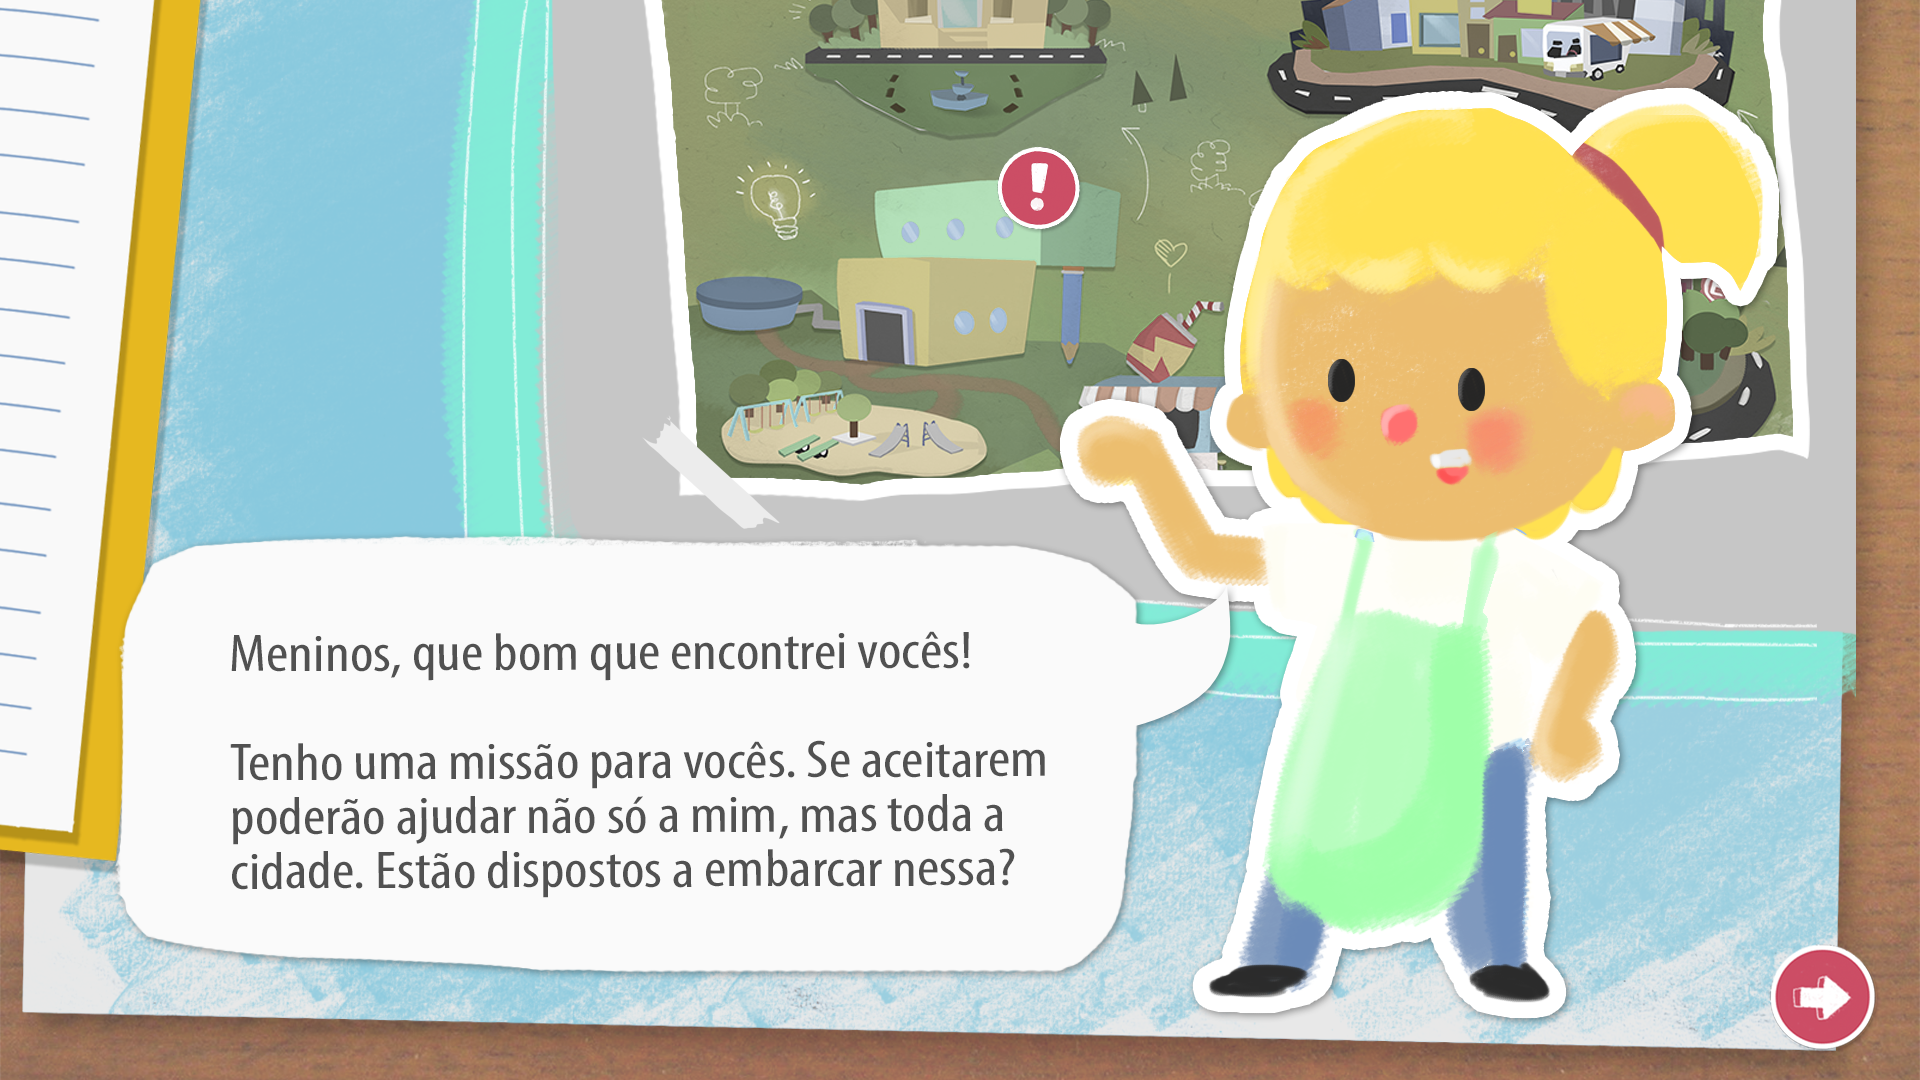 Meninos, que bom que encontrei vocês!
Tenho uma missão para vocês. Se aceitarem
poderão ajudar não só a mim, mas toda a
cidade. Estão dispostos a embarcar nessa?